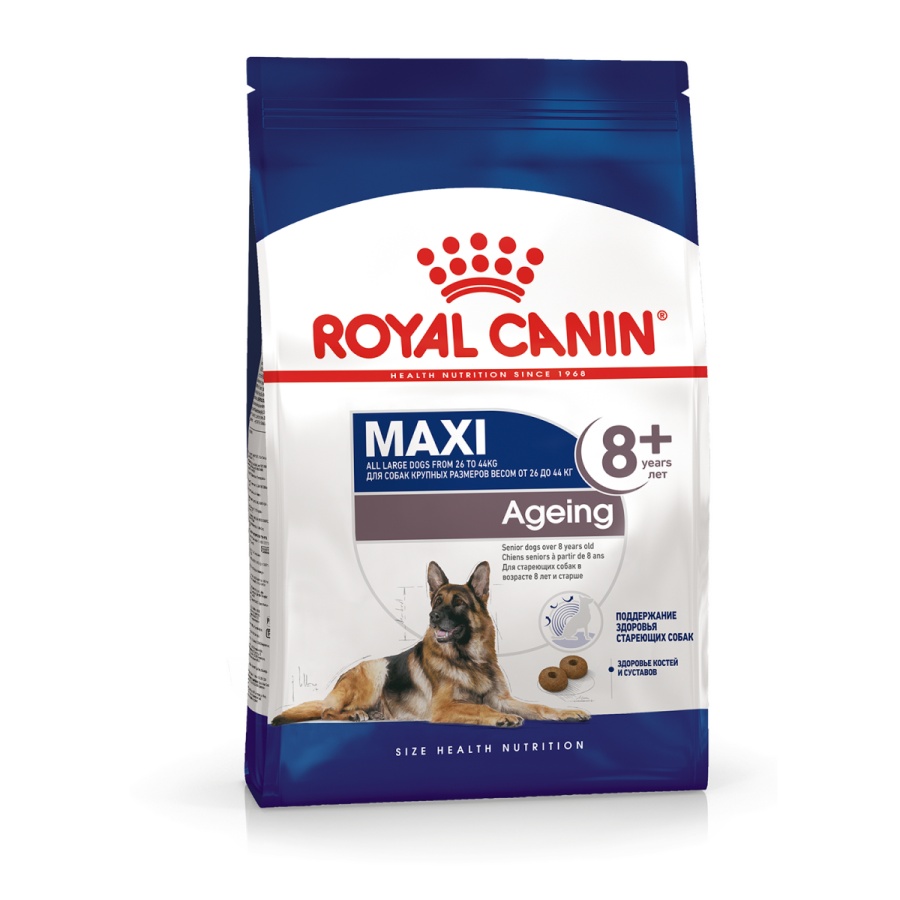 ROYAL CANIN®
HEALTH NUTRITION SINCE 1968
MAXI
ALL LARGE DOGS FROM 26 TO 44KG
ДЛЯ СОБАК КРУПНЫХ РАЗМЕРОВ ВЕСОМ ОТ 26 ДО 44 КГ
8+
years
лет
Ageing
Senior dogs over 8 years old
Chiens seniors à partir de 8 ans
Для стареющих собак в
возрасте 8 лет и старше
ПОДДЕРЖАНИЕ
ЗДОРОВЬЯ
СТАРЕЮЩИХ СОБАК
• ЗДОРОВЬЕ КОСТЕЙ
И СУСТАВОВ
SIZE HEALTH NUTRITION